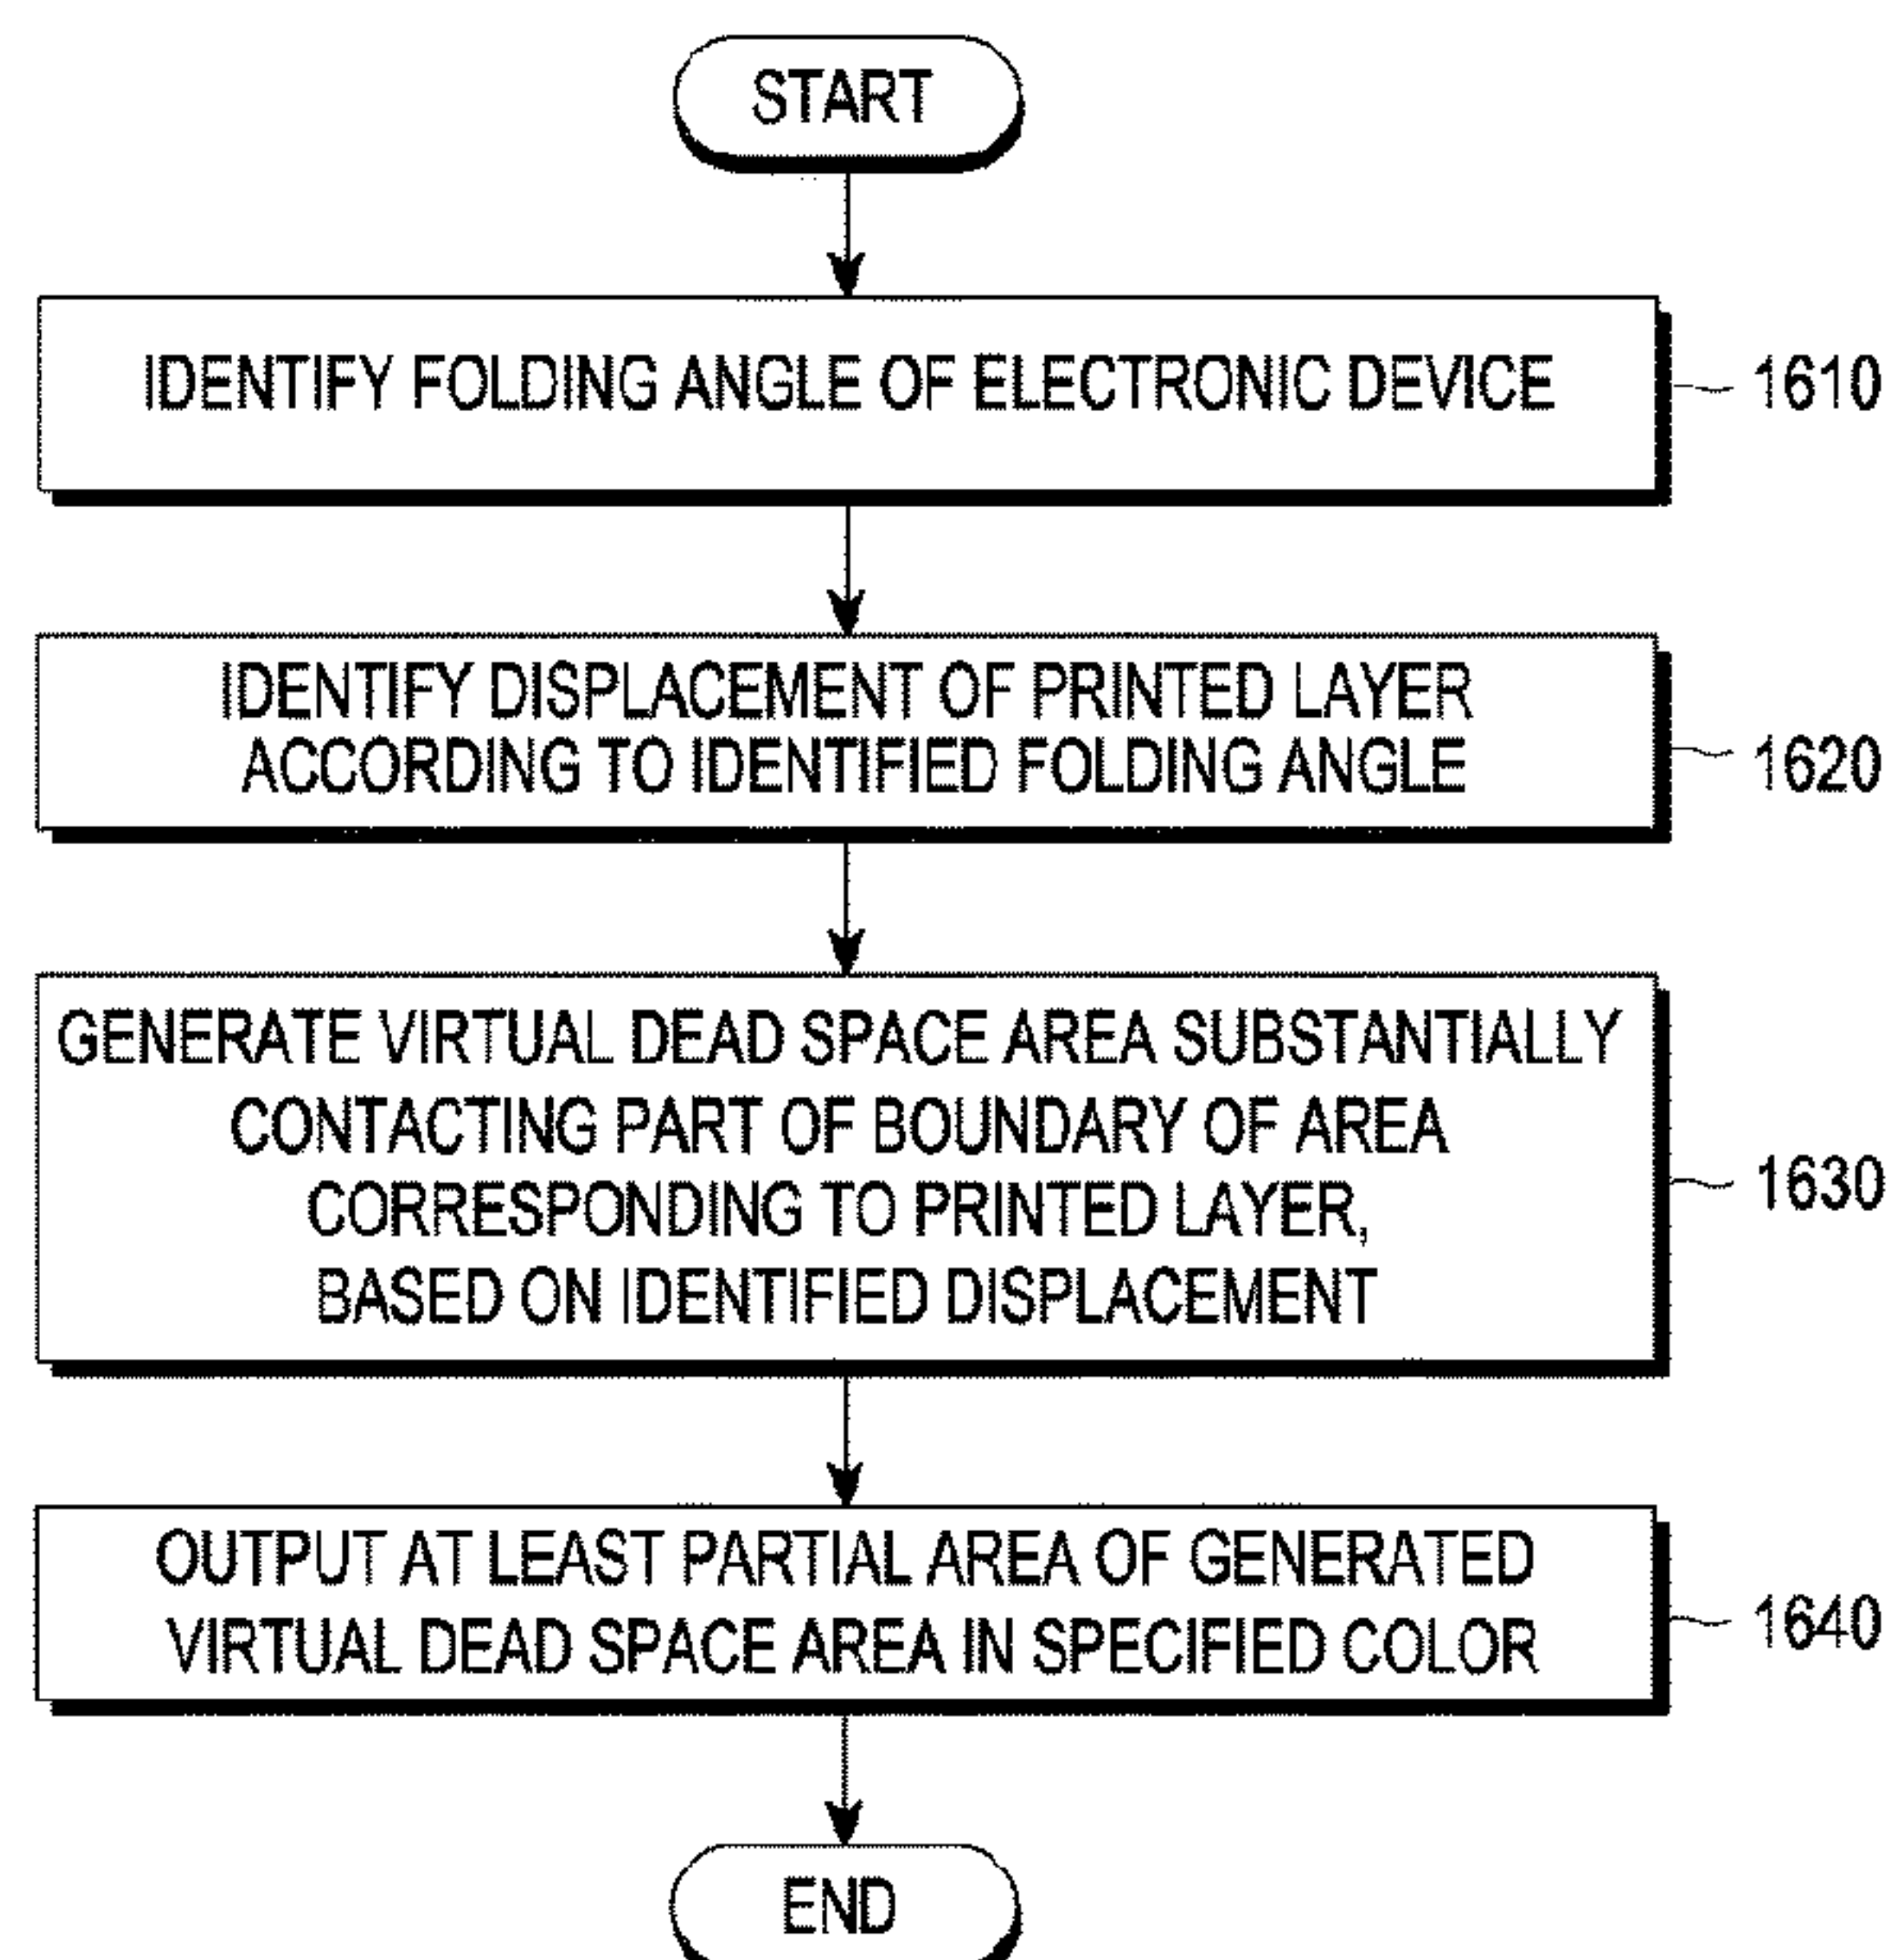 START
IDENTIFY FOLDING ANGLE OF ELECTRONIC DEVICE
1610
IDENTIFY DISPLACEMENT OF PRINTED LAYER
ACCORDING TO IDENTIFIED FOLDING ANGLE
1620
GENERATE VIRTUAL DEAD SPACE AREA SUBSTANTIALLY
CONTACTING PART OF BOUNDARY OF AREA
CORRESPONDING TO PRINTED LAYER,
BASED ON IDENTIFIED DISPLACEMENT
1630
OUTPUT AT LEAST PARTIAL AREA OF GENERATED
VIRTUAL DEAD SPACE AREA IN SPECIFIED COLOR
1640
END